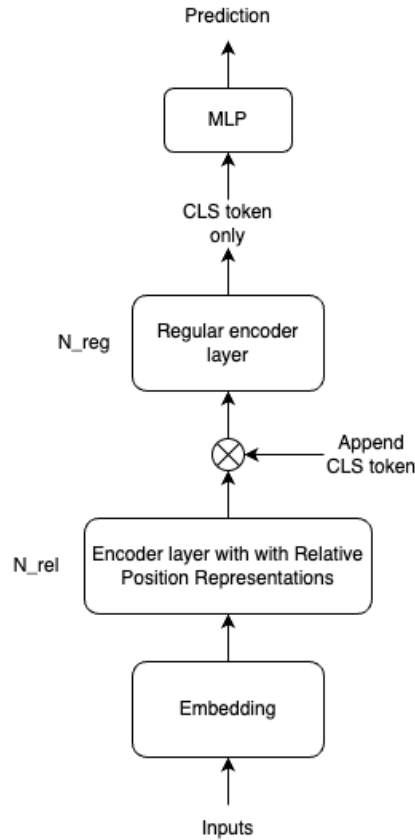 Prediction
MLP
CLS token
only
N_reg
Regular encoder
layer
Append
CLS token
N_rel
Encoder layer with with Relative
Position Representations
Embedding
Inputs